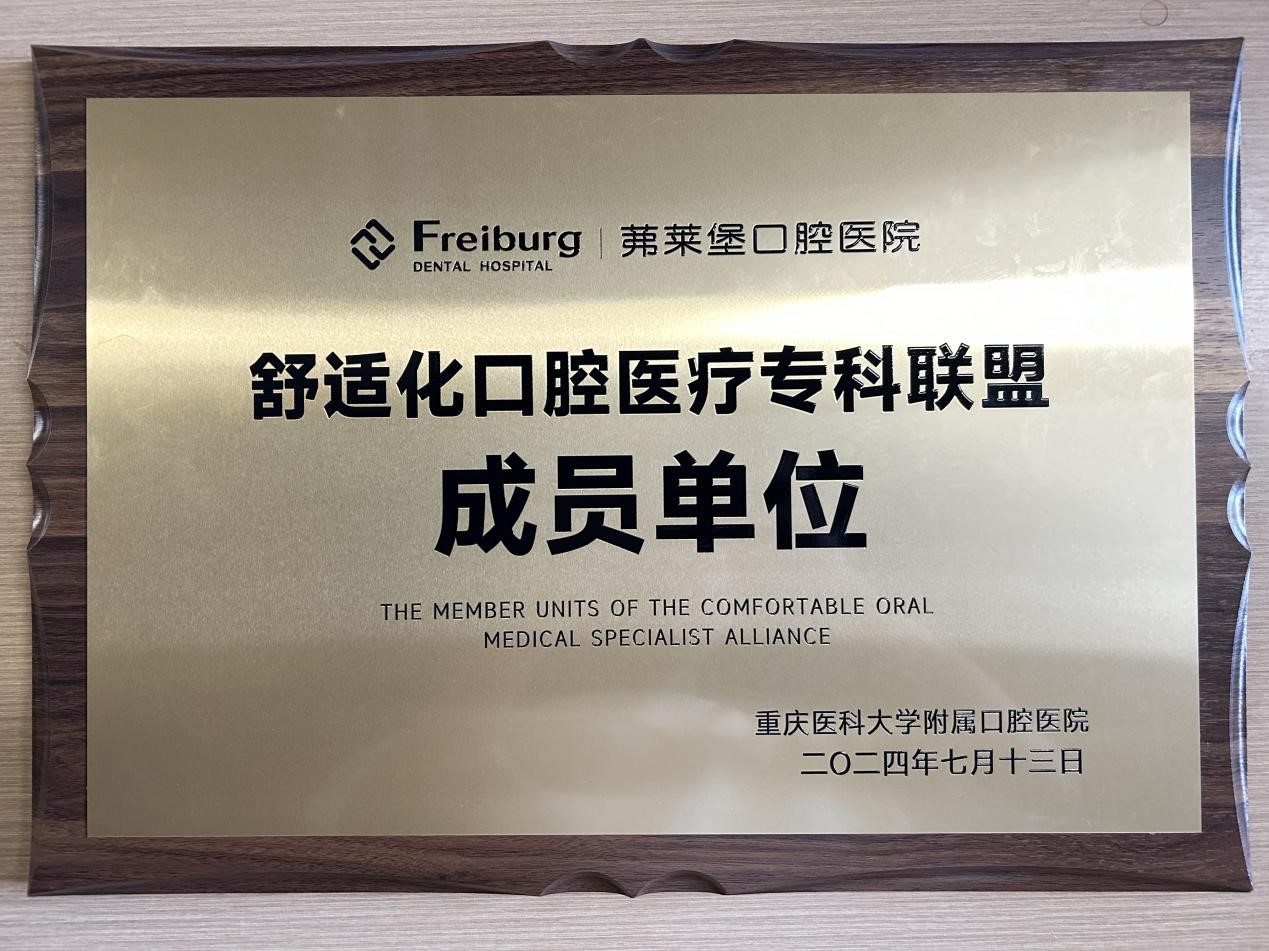 Freiburg
DENTAL HOSPITAL
茀莱堡口腔医院
舒适化口腔医疗专科联盟
成员单位
THE MEMBER UNITS OF THE COMFORTABLE ORAL
MEDICAL SPECIALIST ALLIANCE
重庆医科大学附属口腔医院
二〇二四年七月十三日